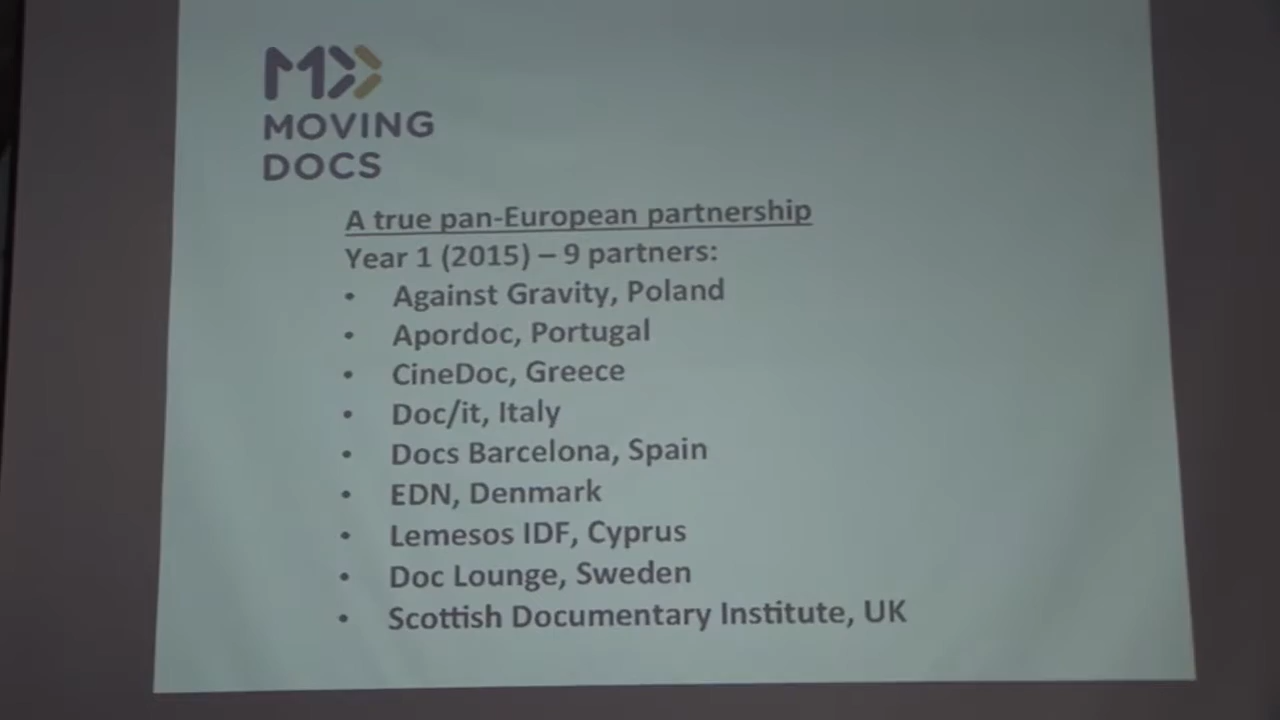 MOVING
DOCS
A true pan-European partnership
Year 1 (2015) – 9 partners:
• Against Gravity, Poland
• Apordoc, Portugal
• CineDoc, Greece
• Doc/it, Italy
• Docs Barcelona, Spain
• EDN, Denmark
• Lemesos IDF, Cyprus
• Doc Lounge, Sweden
• Scottish Documentary Institute, UK